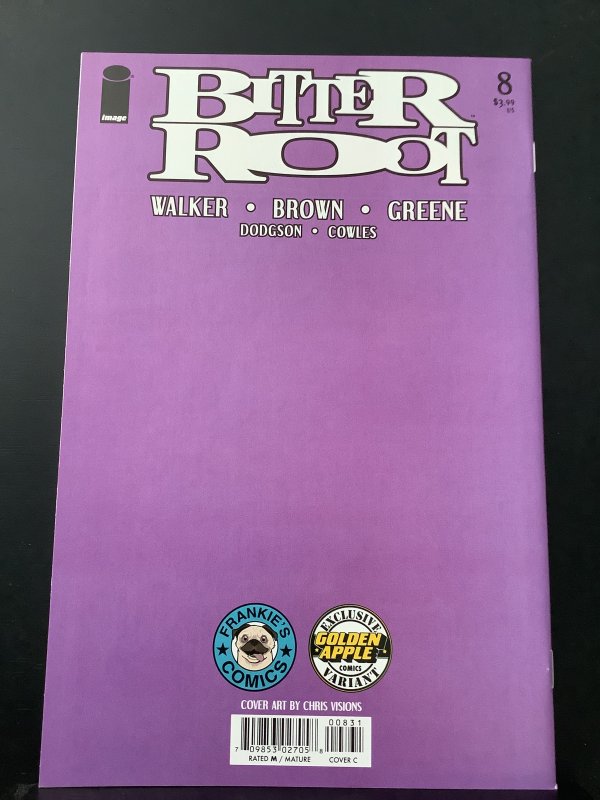 image
BITTER
ROOT
™
8
$3.99
US
WALKER • BROWN • GREENE
DODGSON • COWLES
FRANKIE'S
COMICS
EXCLUSIVE
GOLDEN
APPLE
COMICS
VARIANT
COVER ART BY CHRIS VISIONS
00831
7 09853 02705 8
RATED M / MATURE COVER C